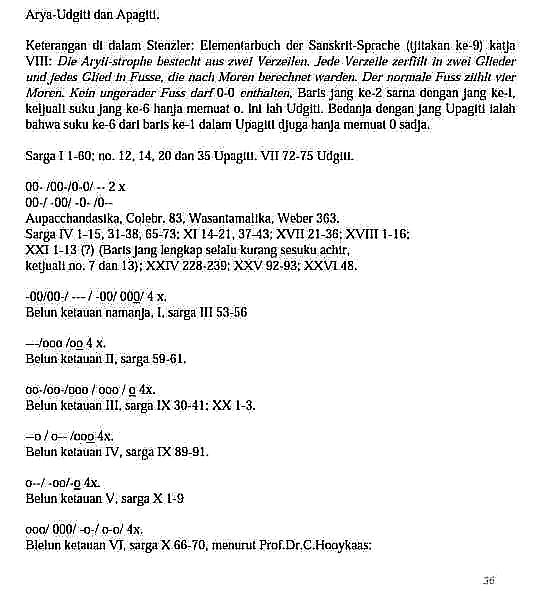 Arya-Udgiti dan Apagiti.
Keterangan di dalam Stenzler: Elementarbuch der Sanskrit-Sprache (tjitakan ke-9) katja
VIII: Die Aryii-strophe bestecht aus zwei Verzeilen. Jede Verzeile zerfiilt in zwei Glieder
und jedes Glied in Fusse, die nach Moren berechnet warden. Der normale Fuss ziihit vier
Moren. Kein ungerader Fuss darf 0-0 enthalten, Baris jang ke-2 sarna dengan jang ke-l,
keijuali suku jang ke-6 hanja memuat o. Ini lah Udgiti. Bedanja dengan jang Upagiti ialah
bahwa suku ke-6 dari baris ke-1 dalam Upagiti djuga hanja memuat 0 sadja.
Sarga I 1-60; no. 12, 14, 20 dan 35 Upagiti. VII 72-75 Udgiti.
00- /00-/0-0/ -- 2 x
00-/ -00/ -0- /0--
Aupacchandasika, Colebr. 83, Wasantamalika, Weber 363.
Sarga IV 1-15, 31-38, 65-73; XI 14-21, 37-43; XVII 21-36; XVIII 1-16;
XXI 1-13 (?) (Baris jang lengkap selalu kurang sesuku achir,
ketjuali no. 7 dan 13); XXIV 228-239; XXV 92-93; XXVI 48.
-00/00-/ --- / -00/ 000/ 4 x.
Belun ketauan namanja, I, sarga III 53-56
---/ooo /oo 4 x.
Belun ketauan II, sarga 59-61.
oo-/oo-/ooo / ooo / o 4x.
Belun ketauan III, sarga IX 30-41; XX 1-3.
--o / o-- /ooo 4x.
Belun ketauan IV, sarga IX 89-91.
o--/ -oo/-o 4x.
Belun ketauan V, sarga X 1-9
ooo/ 000/ -o-/ o-o/ 4x.
Blelun ketauan VI, sarga X 66-70, menurut Prof.Dr.C.Hooykaas:
36